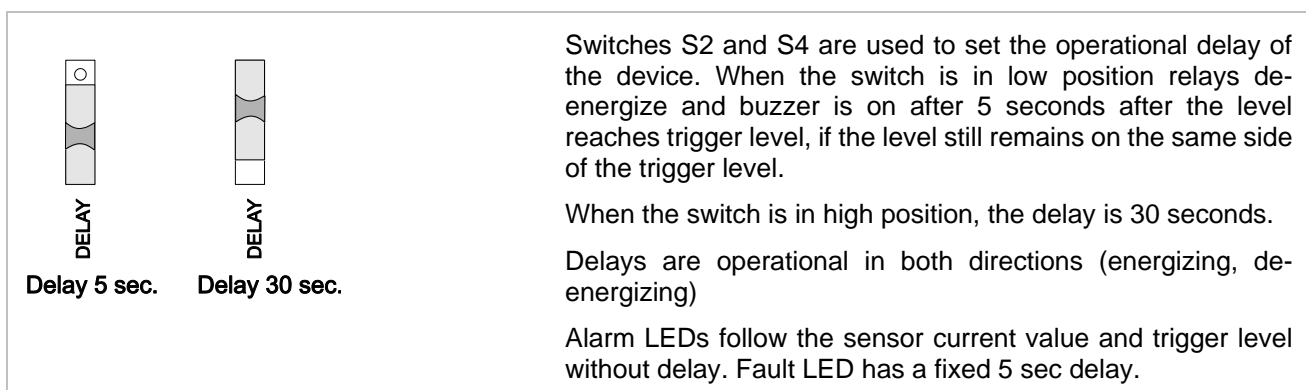 DELAY
DELAY
Delay 5 sec.
Delay 30 sec.
Switches S2 and S4 are used to set the operational delay of
the device. When the switch is in low position relays de-
energize and buzzer is on after 5 seconds after the level
reaches trigger level, if the level still remains on the same side
of the trigger level.
When the switch is in high position, the delay is 30 seconds.
Delays are operational in both directions (energizing, de-
energizing)
Alarm LEDs follow the sensor current value and trigger level
without delay. Fault LED has a fixed 5 sec delay.